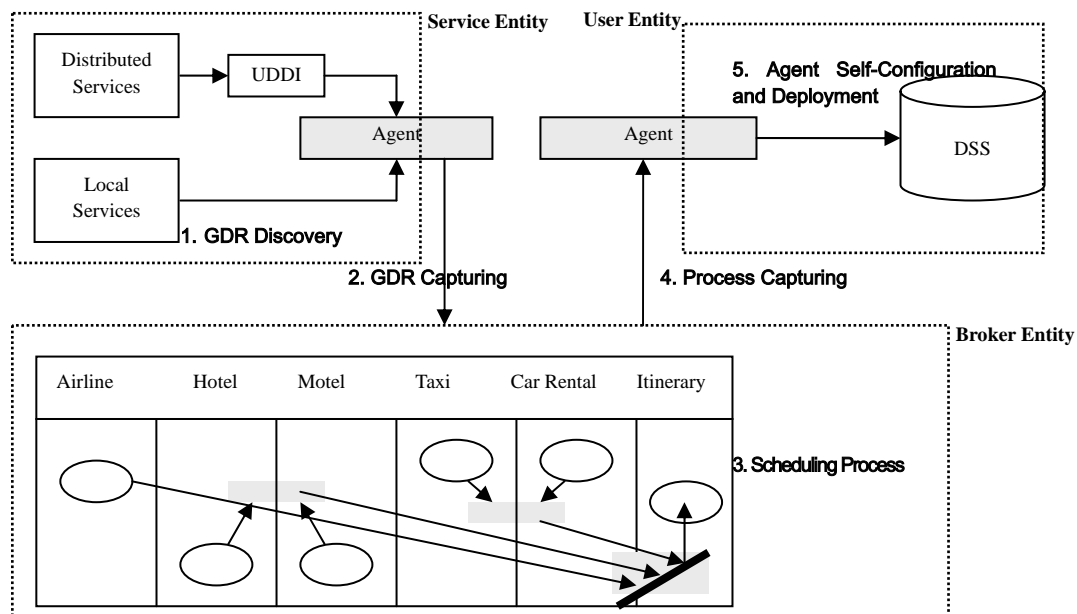 Service Entity
User Entity
Distributed
Services
UDDI
5. Agent Self-Configuration
and Deployment
Agent
Agent
DSS
Local
Services
1. GDR Discovery
2. GDR Capturing
4. Process Capturing
Broker Entity
Airline
Hotel
Motel
Taxi
Car Rental
Itinerary
3. Scheduling Process